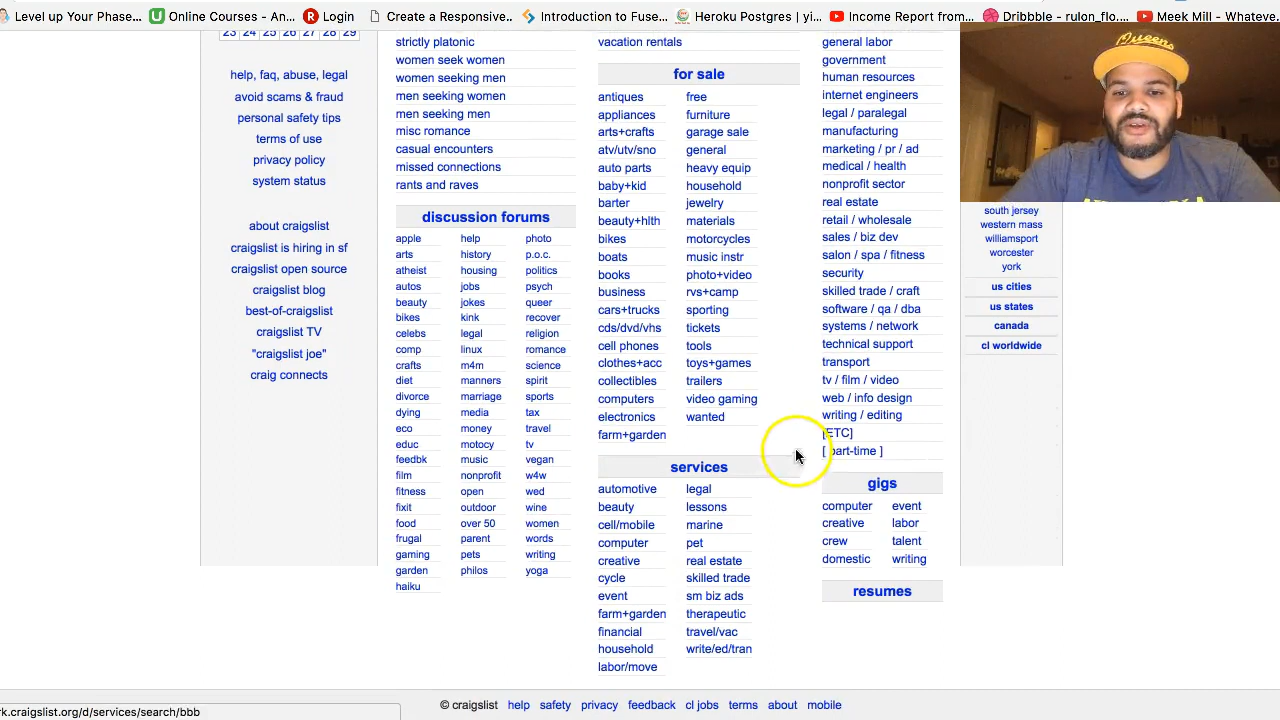 Leel up your Phase...
Online Courses - An...
Login
Create a Responsive...
Introduction to Fuse...
Heroku Postgres | yi...
Income Report from...
Dribbble - rulon_flo...
Meek Mill - Whatev
23 24 25 26 27 28 29
help, faq, abuse, legal
avoid scams & fraud
personal safety tips
terms of use
privacy policy
system status
about craigslist
craigslist is hiring in sf
craigslist open source
craigslist blog
best-of-craigslist
craigslist TV
"craigslist joe"
craig connects
strictly platonic
women seek women
women seeking men
men seeking women
men seeking men
misc romance
casual encounters
missed connections
rants and raves
discussion forums
apple
arts
atheist
autos
beauty
bikes
celebs
comp
crafts
diet
divorce
dying
eco
educ
feedbk
film
fitness
fixit
food
frugal
gaming
garden
haiku
help
history
housing
jobs
jokes
kink
legal
linux
m4m
manners
marriage
media
money
motocy
music
nonprofit
open
outdoor
over 50
parent
pets
philos
photo
p.o.c.
politics
psych
queer
recover
religion
romance
science
spirit
sports
tax
travel
tv
vegan
w4w
wed
wine
women
words
writing
yoga
vacation rentals
for sale
antiques
appliances
arts+crafts
atv/utv/sno
auto parts
baby+kid
barter
beauty+hlth
bikes
boats
books
business
cars+trucks
cds/dvd/vhs
cell phones
clothes+acc
collectibles
computers
electronics
farm+garden
free
furniture
garage sale
general
heavy equip
household
jewelry
materials
motorcycles
music instr
photo+video
rvs+camp
sporting
tickets
tools
toys+games
trailers
video gaming
wanted
services
automotive
beauty
cell/mobile
computer
creative
cycle
event
farm+garden
financial
household
labor/move
legal
lessons
marine
pet
real estate
skilled trade
sm biz ads
therapeutic
travel/vac
write/ed/tran
general labor
government
human resources
internet engineers
legal / paralegal
manufacturing
marketing / pr / ad
medical / health
nonprofit sector
real estate
retail / wholesale
sales / biz dev
salon / spa / fitness
security
skilled trade / craft
software / qa / dba
systems / network
technical support
transport
tv / film / video
web / info design
writing / editing
[ETC]
[ part-time ]
gigs
computer
creative
crew
domestic
event
labor
talent
writing
resumes
Queens
south jersey
western mass
williamsport
worcester
york
us cities
us states
canada
cl worldwide
© craigslist help safety privacy feedback cl jobs terms about mobile
rk.craigslist.org/d/services/search/bbb